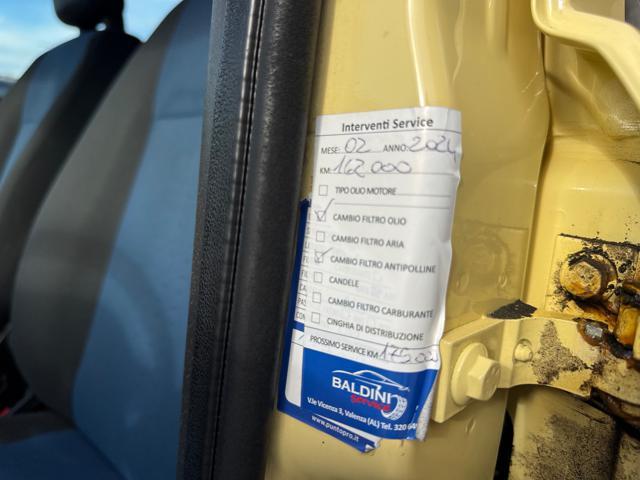 Interventi Service
MESE: 02 ANNO: 2024
KM: 162000
TIPO OLIO MOTORE
CAMBIO FILTRO OLIO
CAMBIO FILTRO ARIA
CAMBIO FILTRO ANTIPOLLINE
CANDELE
CAMBIO FILTRO CARBURANTE
CINGHIA DI DISTRIBUZIONE
PROSSIMO SERVICE KM 175.000
BALDINI
Service
V.le Vicenza 3, Valenza (AL) Tel. 320
www.puntopro.it